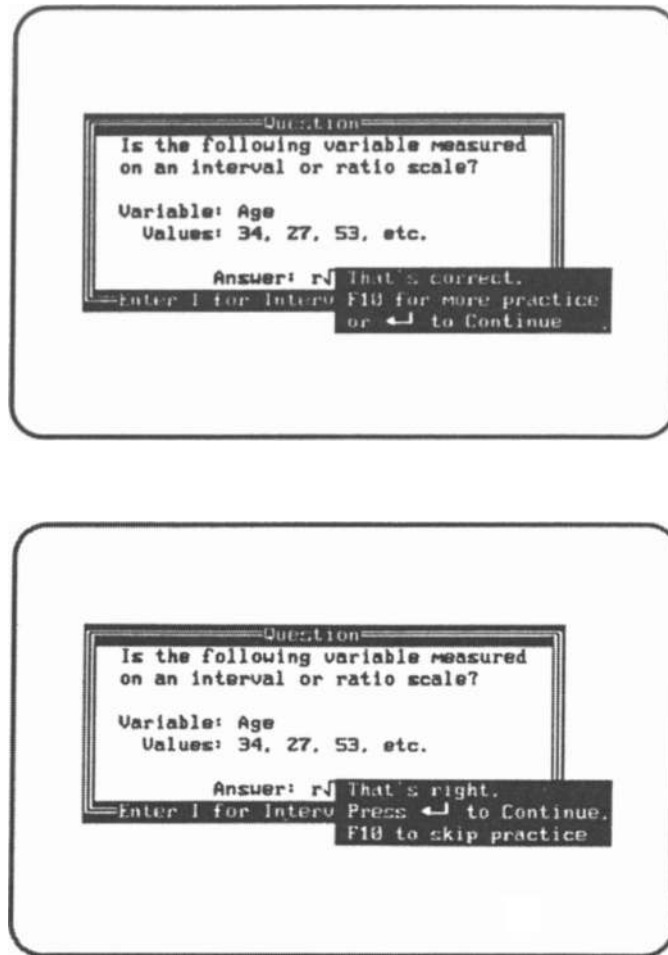 Question
Is the following variable measured
on an interval or ratio scale?
Variable: Age
Values: 34, 27, 53, etc.
Answer: r√ That's correct.
Enter I for Interv F10 for more practice
or ↵ to Continue
Question
Is the following variable measured
on an interval or ratio scale?
Variable: Age
Values: 34, 27, 53, etc.
Answer: r√ That's right.
Enter I for Interv Press ↵ to Continue.
F10 to skip practice